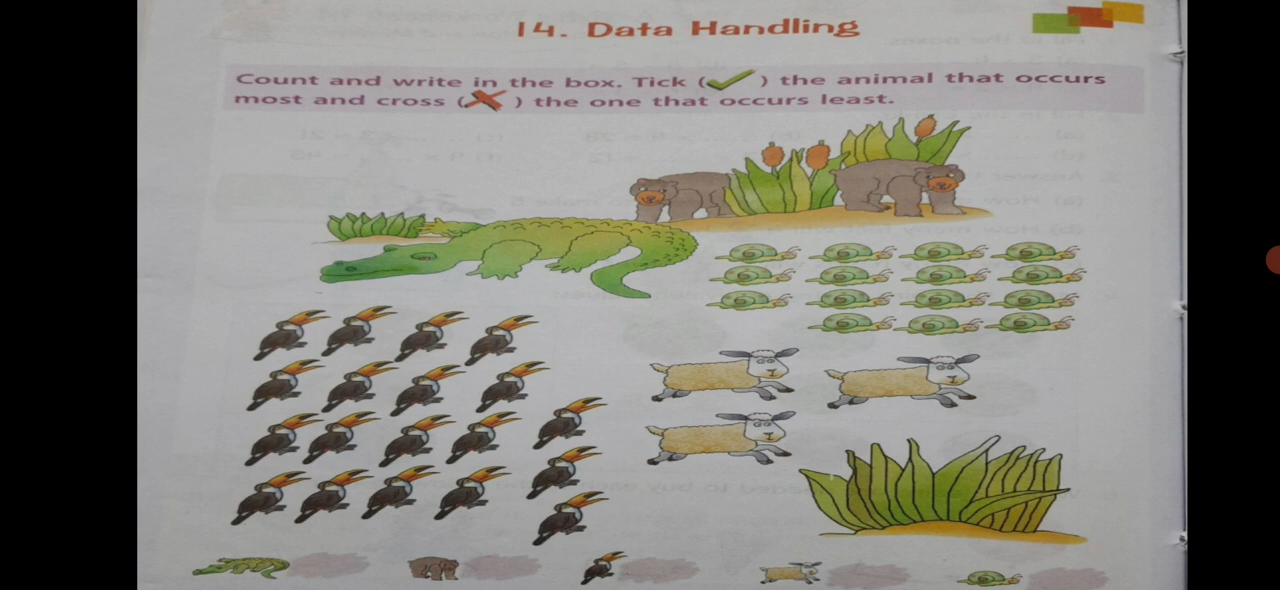 14. Data Handling
Count and write in the box. Tick (✓) the animal that occurs
most and cross (✗) the one that occurs least.